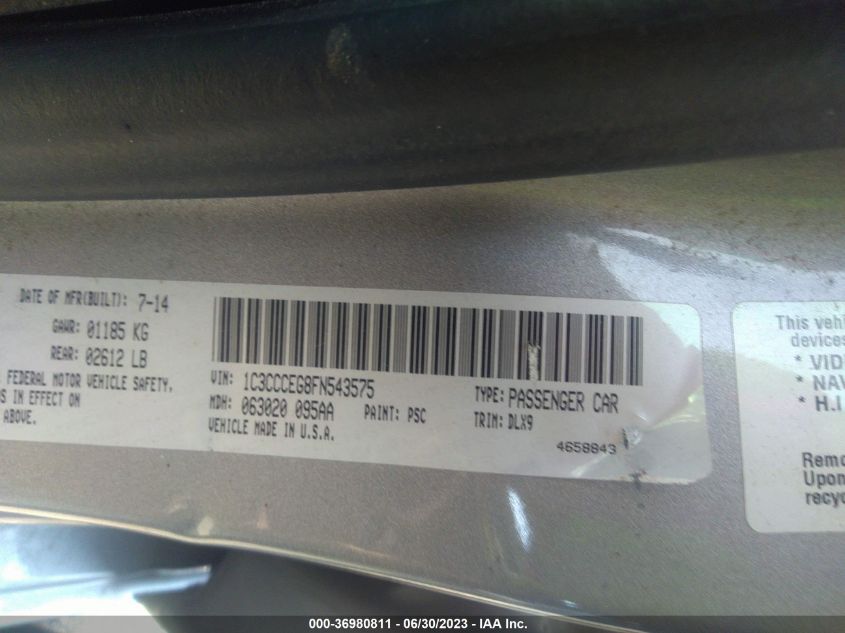 DATE OF MFR(BUILT): 7-14
GAWR: 01185 KG
REAR: 02612 LB
FEDERAL MOTOR VEHICLE SAFETY,
IN EFFECT ON
ABOVE.
VIN: 1C3CCCEG8FN543575
TYPE: PASSENGER CAR
MDH: 063020 095AA
PAINT: PSC
TRIM: DLX9
VEHICLE MADE IN U.S.A.
4658843
This vehi
devices
* VID
* NAV
* H.I
Remo
Upon
recyc
000-36980811 - 06/30/2023 - IAA Inc.